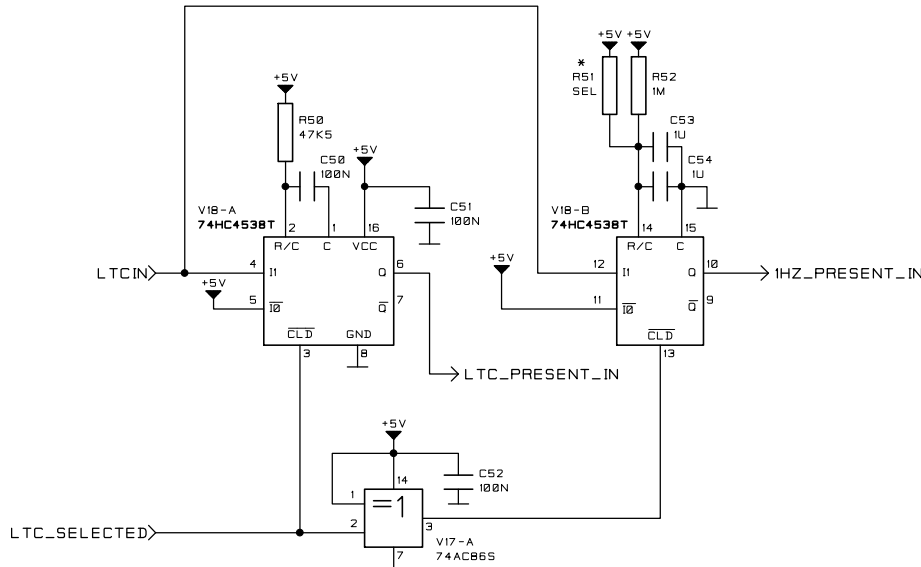 +5V +5V
*
R51 R52
SEL 1M
+5V
R50
47K5
C53
1U
C50
100N
+5V
C54
1U
C51
100N
V18-A
74HC4538T
2 1 16
R/C C VCC
V18-B
74HC4538T
14 15
R/C C
LTCIN 4 I1 Q 6
12 I1 Q 10 1HZ_PRESENT_IN
+5V 5 I0 Q 7
+5V 11 I0 Q 9
CLD GND
3 8
CLD
13
LTC_PRESENT_IN
+5V
14
C52
100N
1 =1
LTC_SELECTED 2 3
7
V17-A
74AC86S